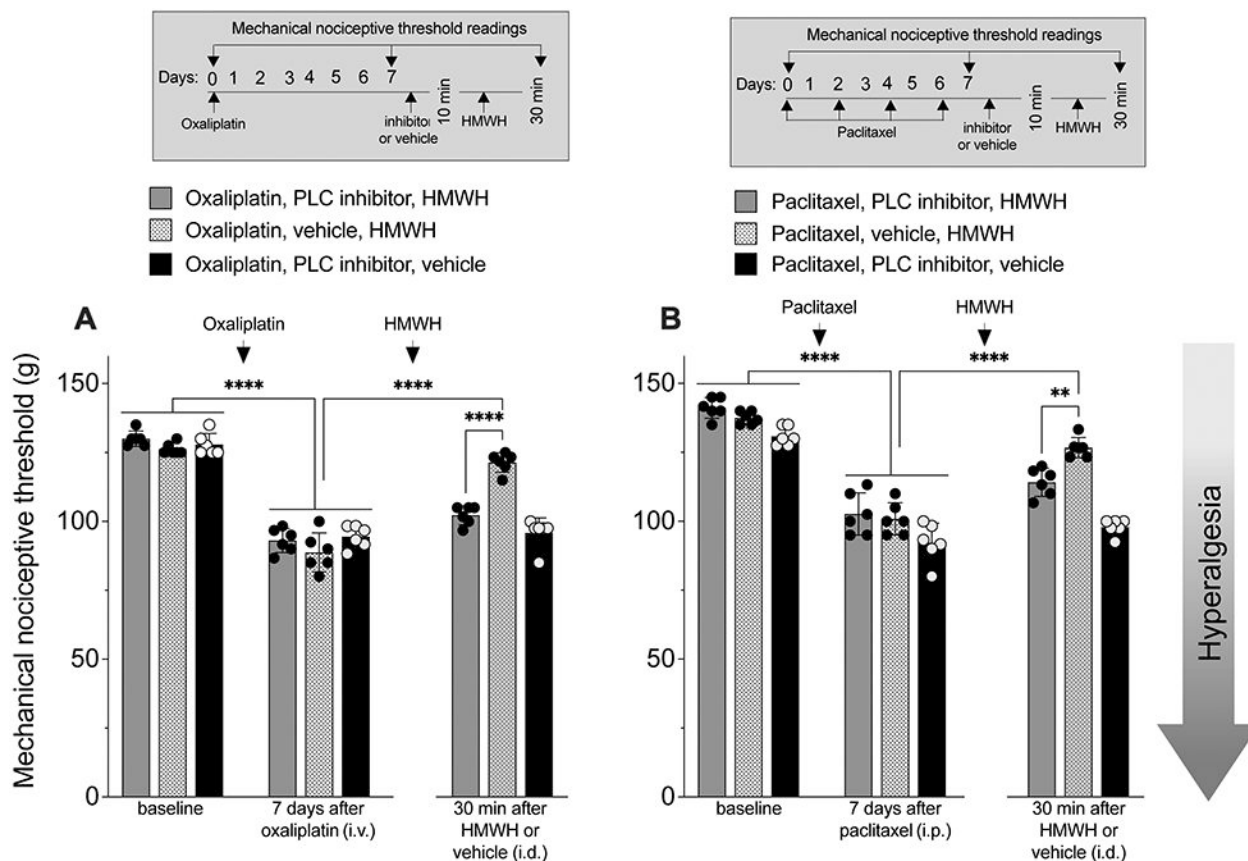 Mechanical nociceptive threshold readings
Days: 0 1 2 3 4 5 6 7
10 min
30 min
Oxaliplatin
inhibitor
or vehicle
HMWH
Mechanical nociceptive threshold readings
Days: 0 1 2 3 4 5 6 7
10 min
30 min
Paclitaxel
inhibitor
or vehicle
HMWH
Oxaliplatin, PLC inhibitor, HMWH
Oxaliplatin, vehicle, HMWH
Oxaliplatin, PLC inhibitor, vehicle
Paclitaxel, PLC inhibitor, HMWH
Paclitaxel, vehicle, HMWH
Paclitaxel, PLC inhibitor, vehicle
A
Oxaliplatin
HMWH
Mechanical nociceptive threshold (g)
150
100
50
0
****
****
****
baseline
7 days after
oxaliplatin (i.v.)
30 min after
HMWH or
vehicle (i.d.)
B
Paclitaxel
HMWH
150
100
50
0
****
****
**
baseline
7 days after
paclitaxel (i.p.)
30 min after
HMWH or
vehicle (i.d.)
Hyperalgesia